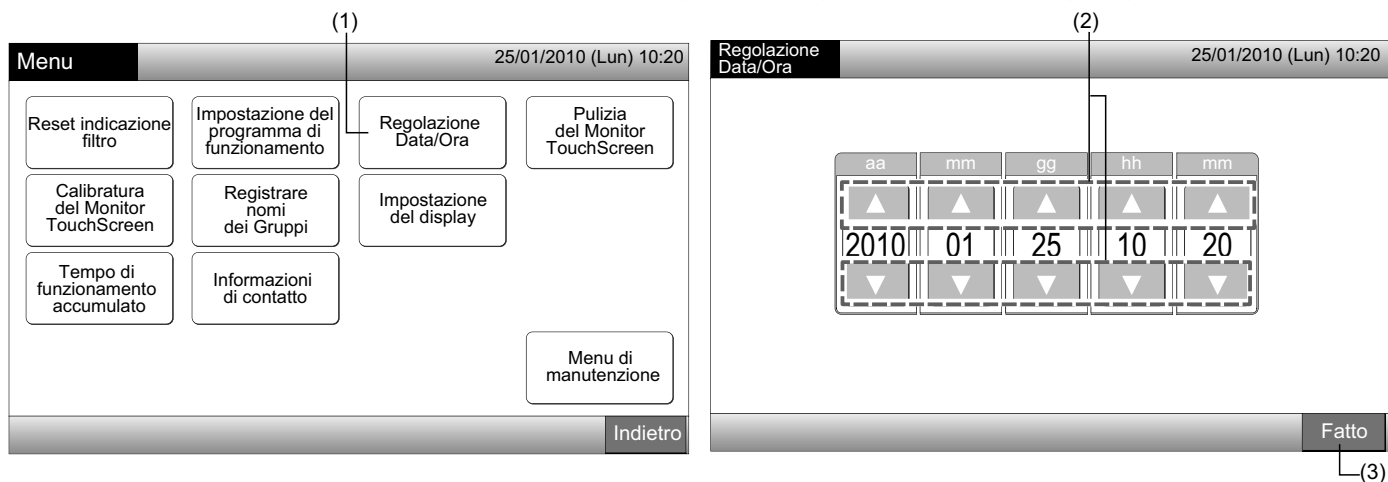 (1)
Menu
25/01/2010 (Lun) 10:20
Reset indicazione
filtro
Impostazione del
programma di
funzionamento
Regolazione
Data/Ora
Pulizia
del Monitor
TouchScreen
Calibratura
del Monitor
TouchScreen
Registrare
nomi
dei Gruppi
Impostazione
del display
Tempo di
funzionamento
accumulato
Informazioni
di contatto
Menu di
manutenzione
Indietro
(2)
Regolazione
Data/Ora
25/01/2010 (Lun) 10:20
aa mm gg hh mm
2010 01 25 10 20
Fatto
(3)